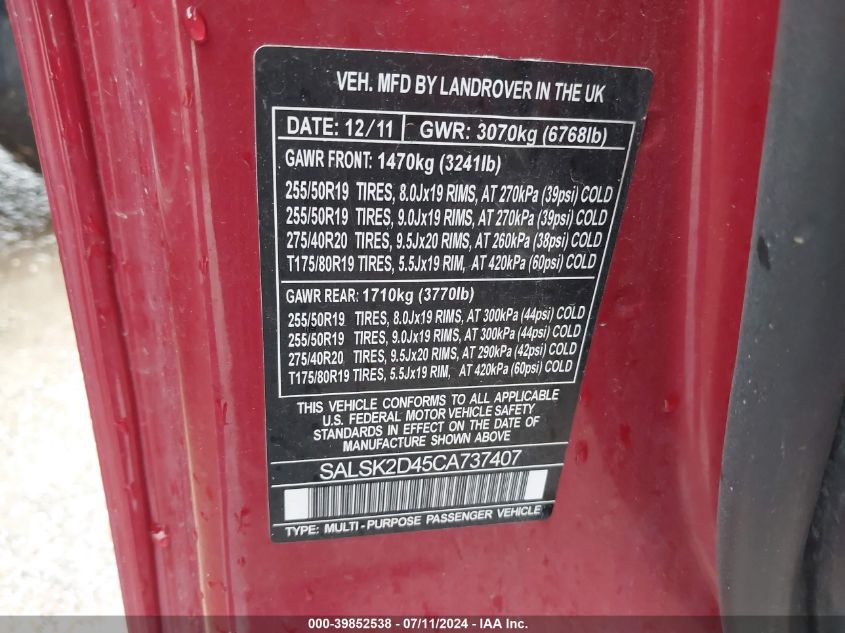 VEH. MFD BY LANDROVER IN THE UK
DATE: 12/11 GWR: 3070kg (6768lb)
GAWR FRONT: 1470kg (3241lb)
255/50R19 TIRES, 8.0Jx19 RIMS, AT 270kPa (39psi) COLD
255/50R19 TIRES, 9.0Jx19 RIMS, AT 270kPa (39psi) COLD
275/40R20 TIRES, 9.5Jx20 RIMS, AT 260kPa (38psi) COLD
T175/80R19 TIRES, 5.5Jx19 RIM, AT 420kPa (60psi) COLD
GAWR REAR: 1710kg (3770lb)
255/50R19 TIRES, 8.0Jx19 RIMS, AT 300kPa (44psi) COLD
255/50R19 TIRES, 9.0Jx19 RIMS, AT 300kPa (44psi) COLD
275/40R20 TIRES, 9.5Jx20 RIMS, AT 290kPa (42psi) COLD
T175/80R19 TIRES, 5.5Jx19 RIM, AT 420kPa (60psi) COLD
THIS VEHICLE CONFORMS TO ALL APPLICABLE
U.S. FEDERAL MOTOR VEHICLE SAFETY
STANDARDS IN EFFECT ON THE DATE OF
MANUFACTURE SHOWN ABOVE
SALSK2D45CA737407
TYPE: MULTI-PURPOSE PASSENGER VEHICLE
000-39852538 - 07/11/2024 - IAAI.com